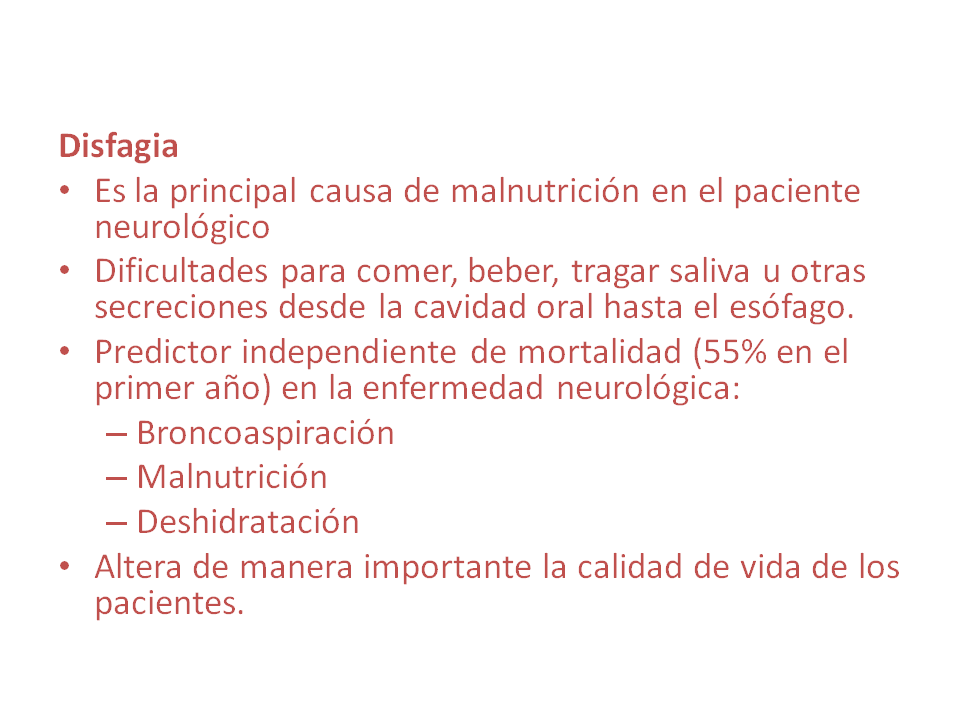 Disfagia
• Es la principal causa de malnutrición en el paciente
neurológico
• Dificultades para comer, beber, tragar saliva u otras
secreciones desde la cavidad oral hasta el esófago.
• Predictor independiente de mortalidad (55% en el
primer año) en la enfermedad neurológica:
– Broncoaspiración
– Malnutrición
– Deshidratación
• Altera de manera importante la calidad de vida de los
pacientes.